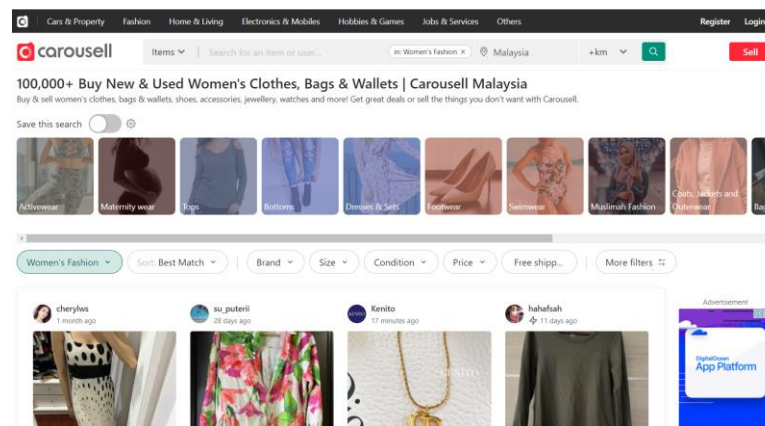 Cars & Property Fashion Home & Living Electronics & Mobiles Hobbies & Games Jobs & Services Others Register Login
carousell Items Search for an item or user... in: Women's Fashion × Malaysia +km Sell
100,000+ Buy New & Used Women's Clothes, Bags & Wallets | Carousell Malaysia
Buy & sell women's clothes, bags & wallets, shoes, accessories, jewellery, watches and more! Get great deals or sell the things you don't want with Carousell.
Save this search
Activewear Maternity wear Tops Bottoms Dresses & Sets Footwear Swimwear Muslimah Fashion Coats, Jackets and Outerwear Ba
Women's Fashion Sort: Best Match Brand Size Condition Price Free shipp... More filters
Advertisement
cherylws su_puterii Kenito hahafsah
1 month ago 28 days ago 17 minutes ago 11 days ago
KENITO
DigitalOcean
App Platform